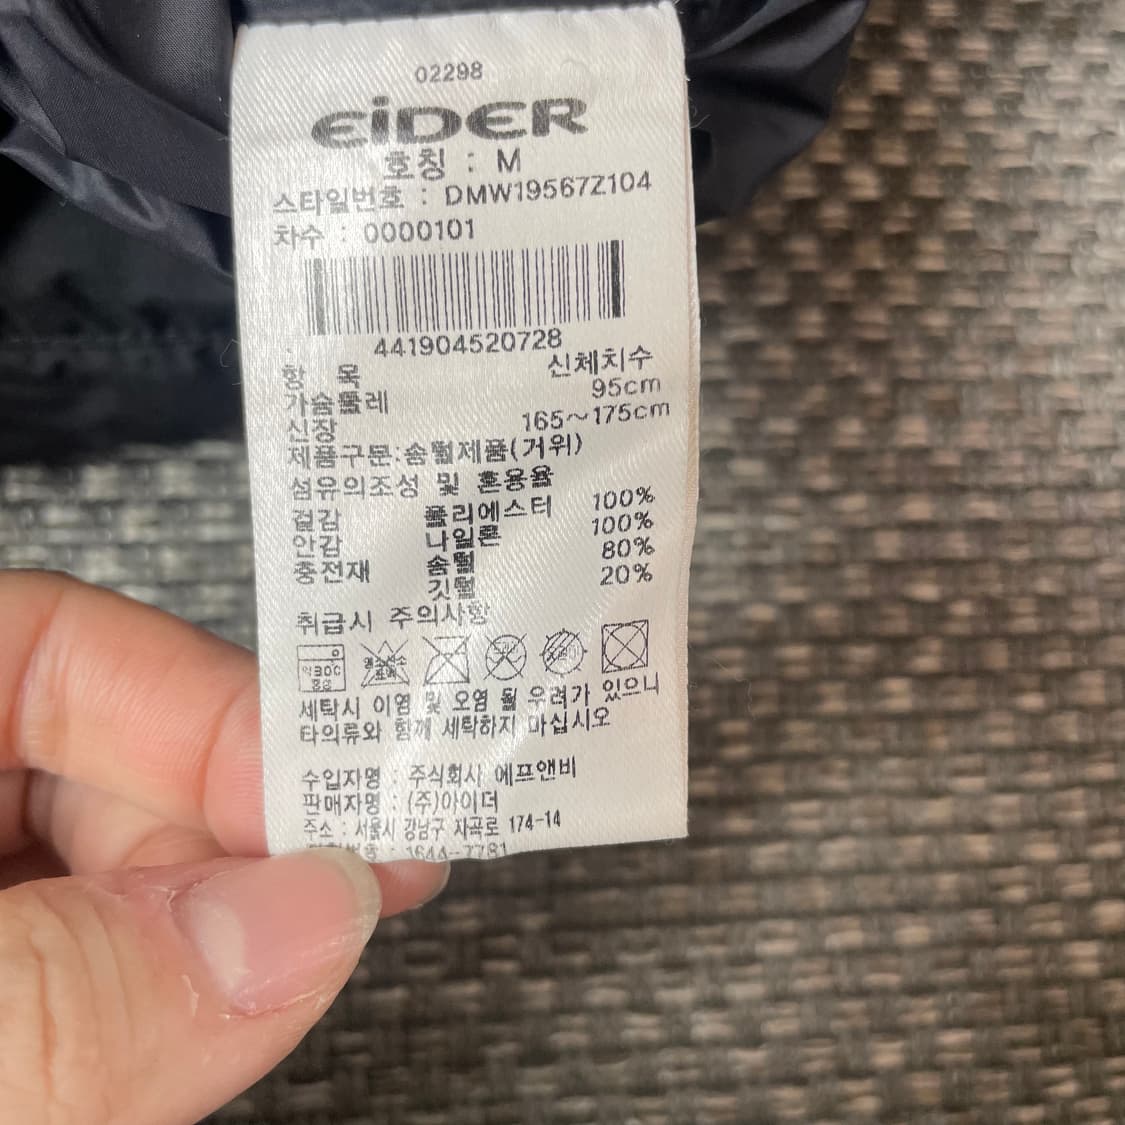 02298
EiDER
호칭 : M
스타일번호 : DMW19567Z104
차수 : 0000101
441904520728
항 목 신체치수
가슴둘레 95cm
신장 165~175cm
제품구분:솜털제품(거위)
섬유의조성 및 혼용율
겉감 폴리에스터 100%
안감 나일론 100%
충전재 솜털 80%
깃털 20%
취급시 주의사항
약30℃
중성
세탁시 이염 및 오염 될 우려가 있으니
타의류와 함께 세탁하지 마십시오
수입자명 : 주식회사 에프앤비
판매자명 : (주)아이더
주소 : 서울시 강남구 자곡로 174-14
1644-7781